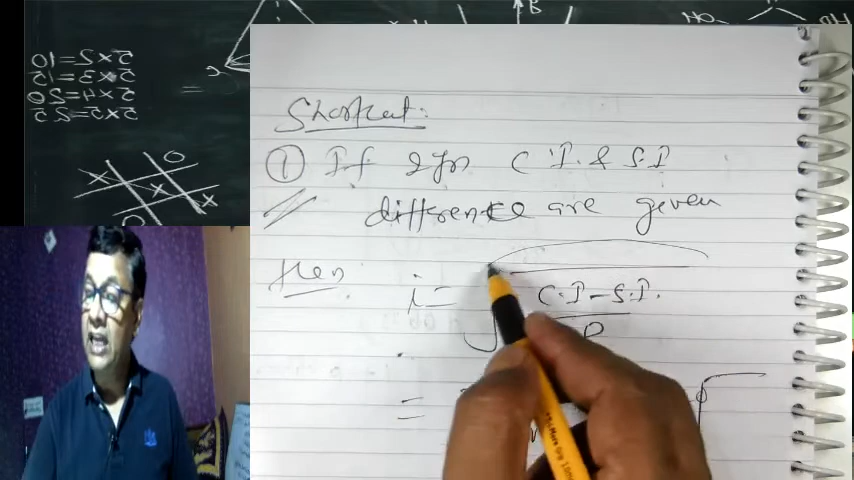 Shortcut:
① If 2yrs C.I. & S.I
difference are given
then i = √ C.I - S.I.
P
=
5×2=10
5×3=15
5×4=20
5×5=25
=
O
X X X